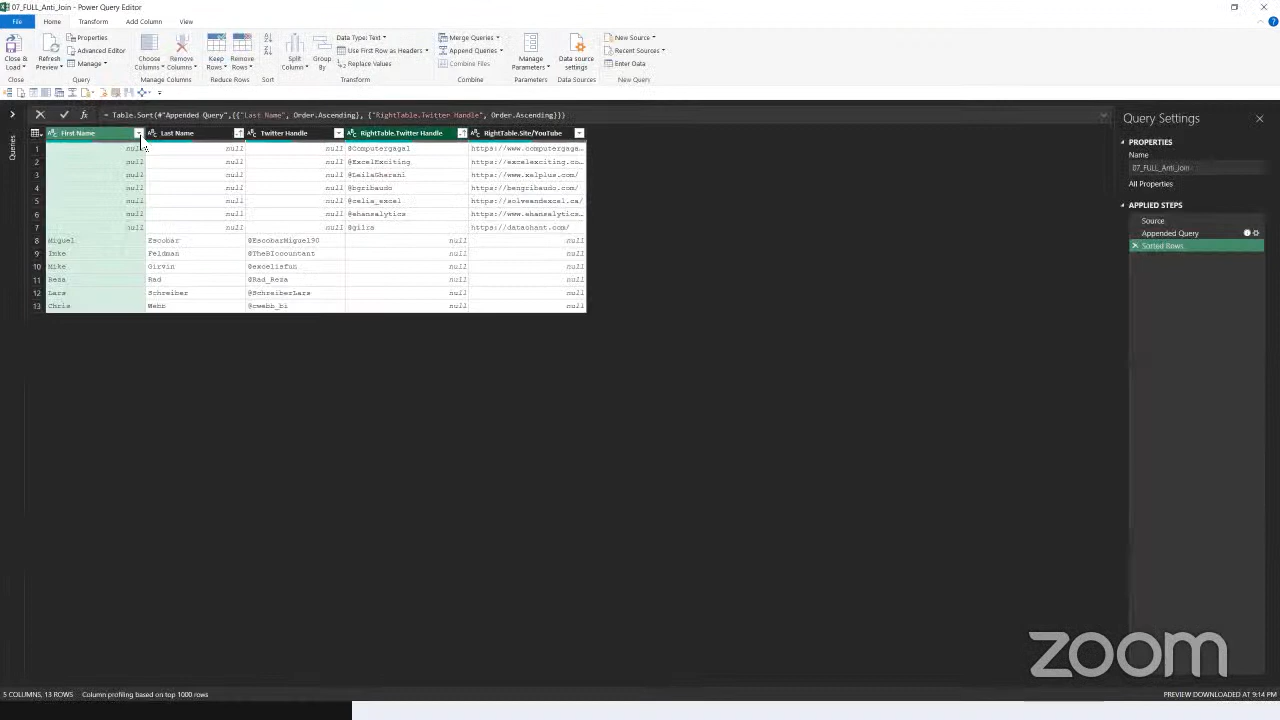 07_FULL_Anti_Join - Power Query Editor
File Home Transform Add Column View
Close & Load
Refresh Preview
Properties
Advanced Editor
Manage
Choose Columns
Remove Columns
Keep Rows
Remove Rows
Split Column
Group By
Data Type: Text
Use First Row as Headers
Replace Values
Merge Queries
Append Queries
Combine Files
Manage Parameters
Data source settings
New Source
Recent Sources
Enter Data
Close Query Manage Columns Reduce Rows Sort Transform Combine Parameters Data Sources New Query
= Table.Sort(#"Appended Query",{{"Last Name", Order.Ascending}, {"RightTable.Twitter Handle", Order.Ascending}})
Queries
First Name Last Name Twitter Handle RightTable.Twitter Handle RightTable.Site/YouTube
1 null null null @Computergaga1 https://www.computergaga...
2 null null null @ExcelExciting https://excelexciting.co...
3 null null null @LeilaGharani https://www.xelplus.com/
4 null null null @bgribaudo https://bengribaudo.com/
5 null null null @celia_excel https://solveandexcel.ca/
6 null null null @ehansalytics https://www.ehansalytics...
7 null null null @gilra https://datachant.com/
8 Miguel Escobar @EscobarMiguel90 null null
9 Imke Feldman @TheBIccountant null null
10 Mike Girvin @excelisfun null null
11 Reza Rad @Rad_Reza null null
12 Lars Schreiber @SchreiberLars null null
13 Chris Webb @cwebb_bi null null
Query Settings
PROPERTIES
Name
07_FULL_Anti_Join
All Properties
APPLIED STEPS
Source
Appended Query
Sorted Rows
zoom
5 COLUMNS, 13 ROWS Column profiling based on top 1000 rows
PREVIEW DOWNLOADED AT 9:14 PM